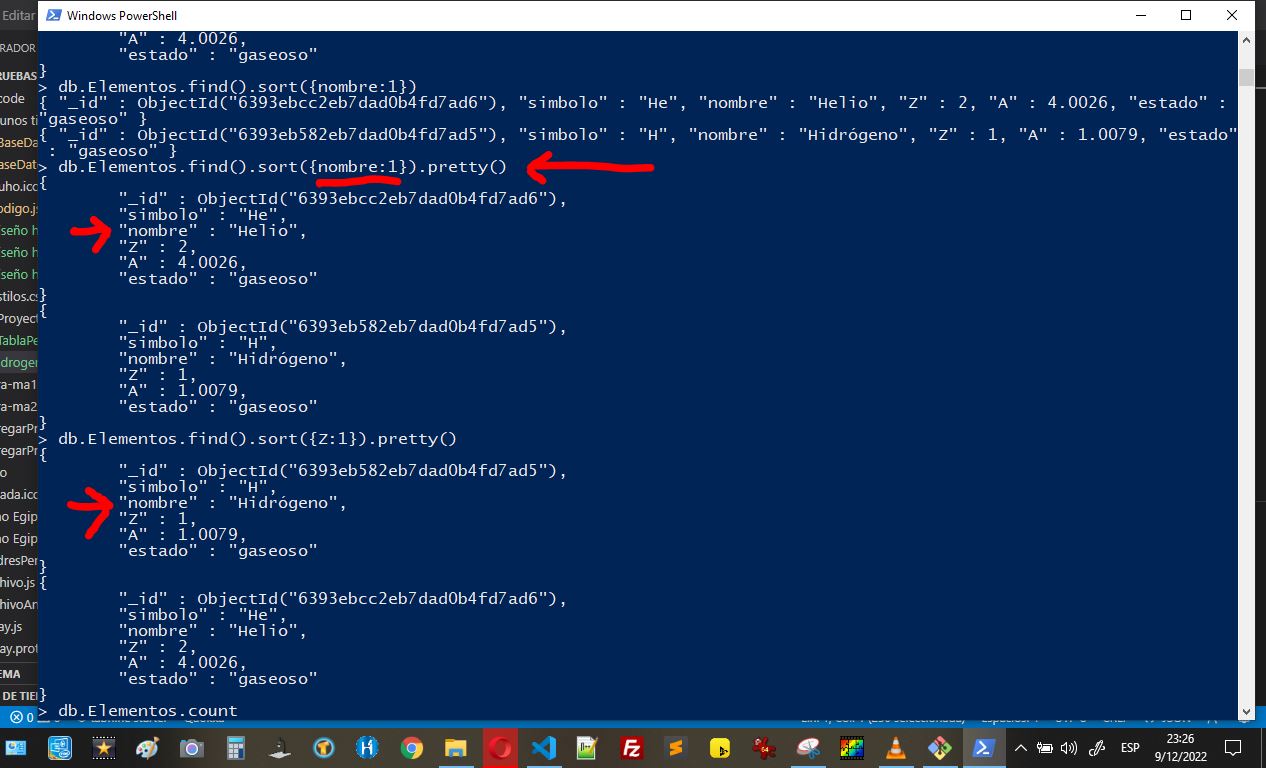 Editar
Windows PowerShell
"A" : 4.0026,
"estado" : "gaseoso"
}
> db.Elementos.find().sort({nombre:1})
{ "_id" : ObjectId("6393ebcc2eb7dad0b4fd7ad6"), "simbolo" : "He", "nombre" : "Helio", "Z" : 2, "A" : 4.0026, "estado" :
"gaseoso" }
{ "_id" : ObjectId("6393eb582eb7dad0b4fd7ad5"), "simbolo" : "H", "nombre" : "Hidrógeno", "Z" : 1, "A" : 1.0079, "estado"
: "gaseoso" }
> db.Elementos.find().sort({nombre:1}).pretty()
{
"_id" : ObjectId("6393ebcc2eb7dad0b4fd7ad6"),
"simbolo" : "He",
"nombre" : "Helio",
"Z" : 2,
"A" : 4.0026,
"estado" : "gaseoso"
}
{
"_id" : ObjectId("6393eb582eb7dad0b4fd7ad5"),
"simbolo" : "H",
"nombre" : "Hidrógeno",
"Z" : 1,
"A" : 1.0079,
"estado" : "gaseoso"
}
> db.Elementos.find().sort({Z:1}).pretty()
{
"_id" : ObjectId("6393eb582eb7dad0b4fd7ad5"),
"simbolo" : "H",
"nombre" : "Hidrógeno",
"Z" : 1,
"A" : 1.0079,
"estado" : "gaseoso"
}
{
"_id" : ObjectId("6393ebcc2eb7dad0b4fd7ad6"),
"simbolo" : "He",
"nombre" : "Helio",
"Z" : 2,
"A" : 4.0026,
"estado" : "gaseoso"
}
> db.Elementos.count
RADOR
RUEBAS
code
unos ti
BaseDa
aseDat
uho.ico
odigo.js
seño h
seño h
seño h
stilos.cs
Proyect
TablaPe
drogen
ra-ma1
ra-ma2
regarPr
regarPr
o
ada.ico
no Egip
no Egip
dresPer
hivo.js
hivoAn
ay.js
ay.prot
EMA
DE TIE
0
ESP
23:26
9/12/2022